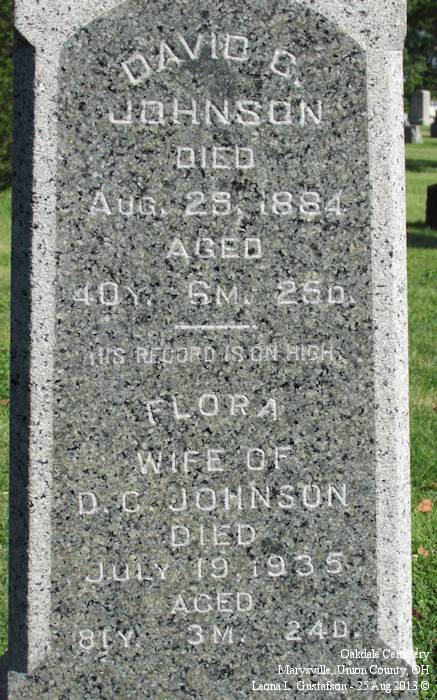 DAVID C.
JOHNSON
DIED
AUG. 28, 1884
AGED
40Y. 6M. 25D.
HIS RECORD IS ON HIGH.
FLORA
WIFE OF
D. C. JOHNSON
DIED
JULY 19, 1935
AGED
81Y. 3M. 24D.
Oakdale Cemetery
Marysville, Union County, OH
Leona L. Gustafson - 25 Aug 2013 ©